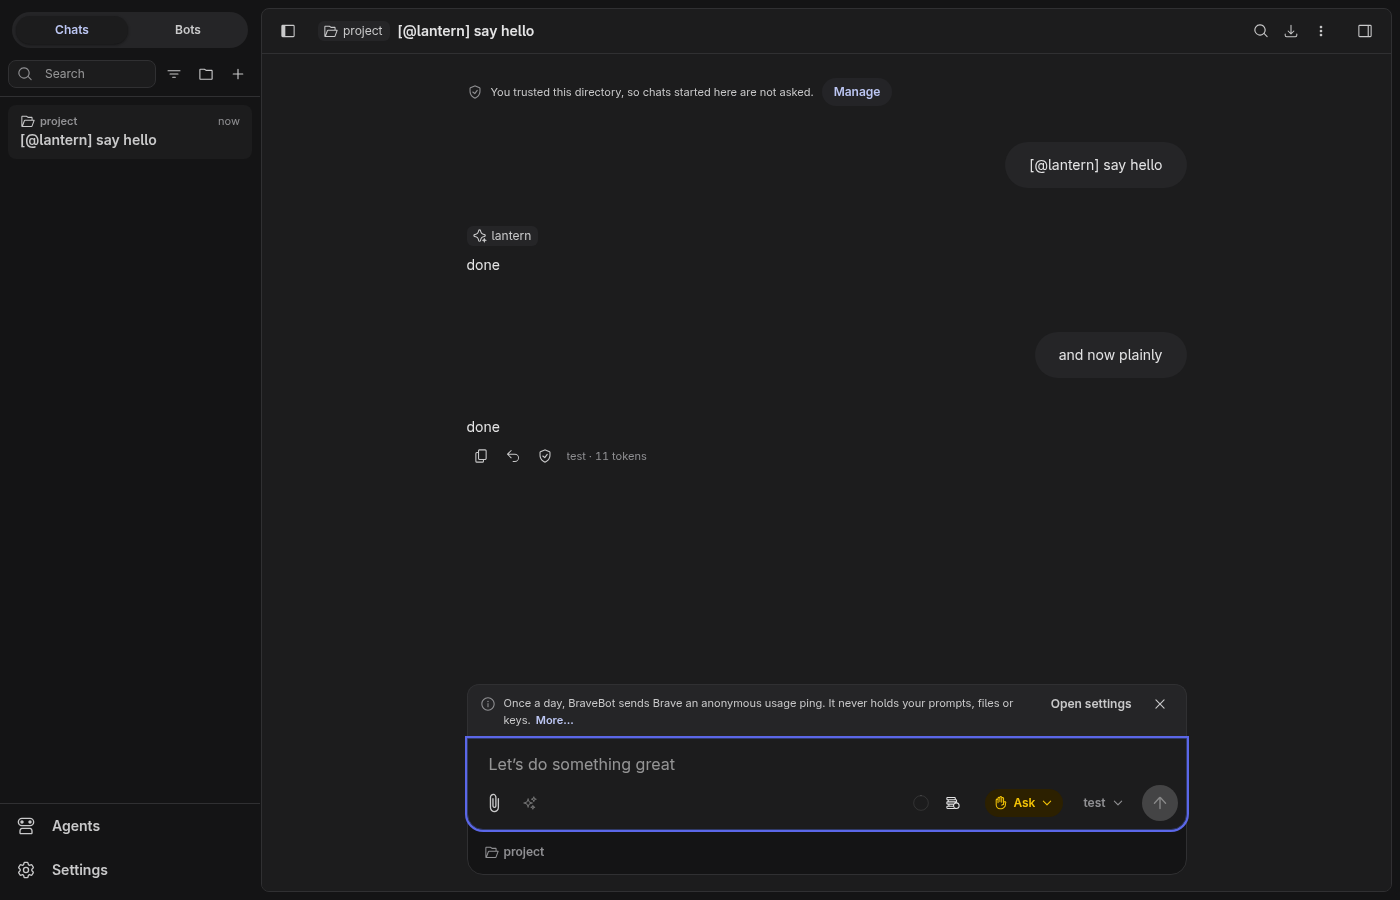 Chats
Bots
Search
project
now
[@lantern] say hello
project
[@lantern] say hello
You trusted this directory, so chats started here are not asked.
Manage
[@lantern] say hello
lantern
done
and now plainly
done
test · 11 tokens
Once a day, BraveBot sends Brave an anonymous usage ping. It never holds your prompts, files or
keys. More...
Open settings
Let's do something great
Ask
test
project
Agents
Settings